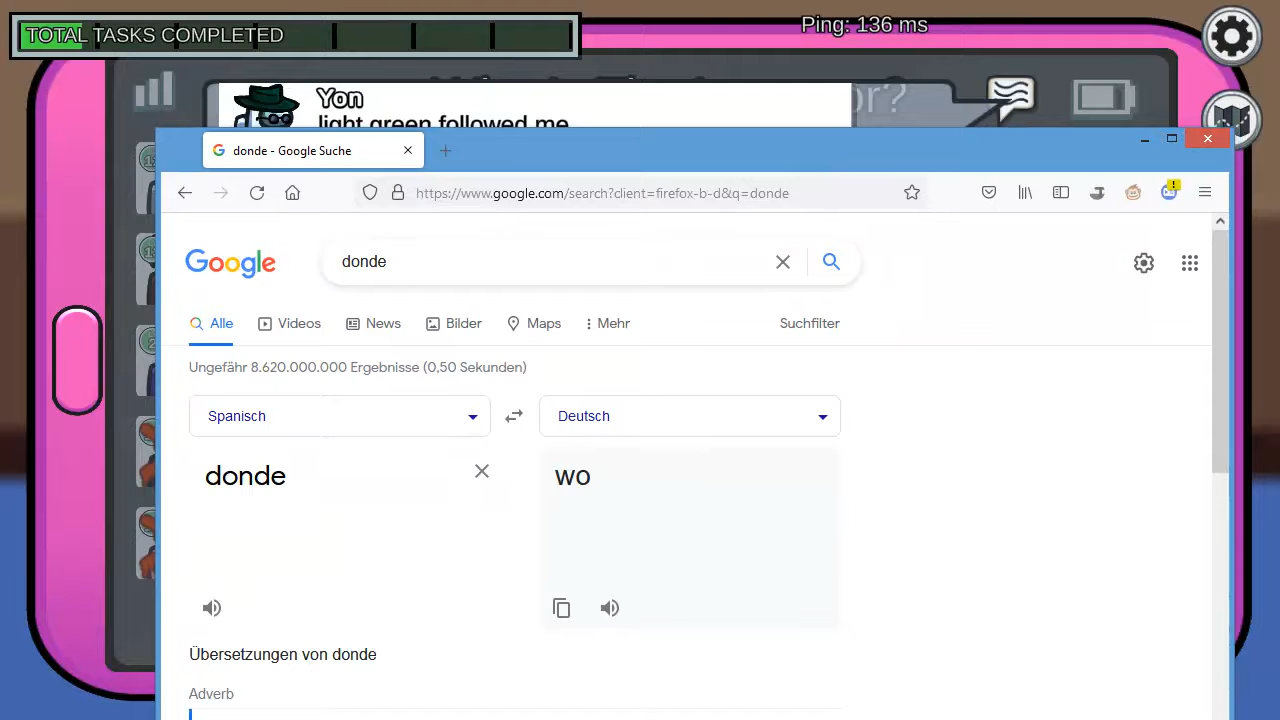 TOTAL TASKS COMPLETED
Ping: 136 ms
Yon
light green followed me
donde - Google Suche
https://www.google.com/search?client=firefox-b-d&q=donde
Google
donde
Alle
Videos
News
Bilder
Maps
Mehr
Suchfilter
Ungefähr 8.620.000.000 Ergebnisse (0,50 Sekunden)
Spanisch
Deutsch
donde
wo
Übersetzungen von donde
Adverb